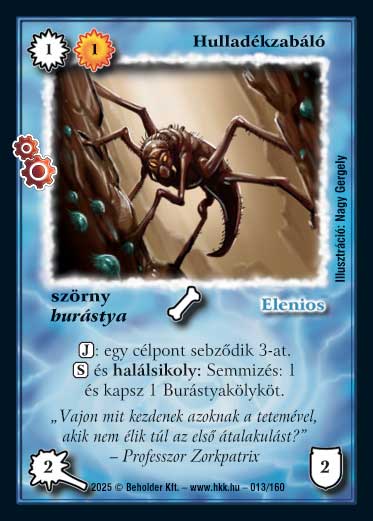 1 1 Hulladékzabáló
Illusztráció: Nagy Gergely
szörny
burástya
Elenios
J: egy célpont sebződik 3-at.
S és halálsikoly: Semmizés: 1
és kapsz 1 Burástyakölyköt.
„Vajon mit kezdenek azoknak a tetemével,
akik nem élik túl az első átalakulást?”
– Professzor Zorkpatrix
2 2
2025 © Beholder Kft. – www.hkk.hu – 013/160